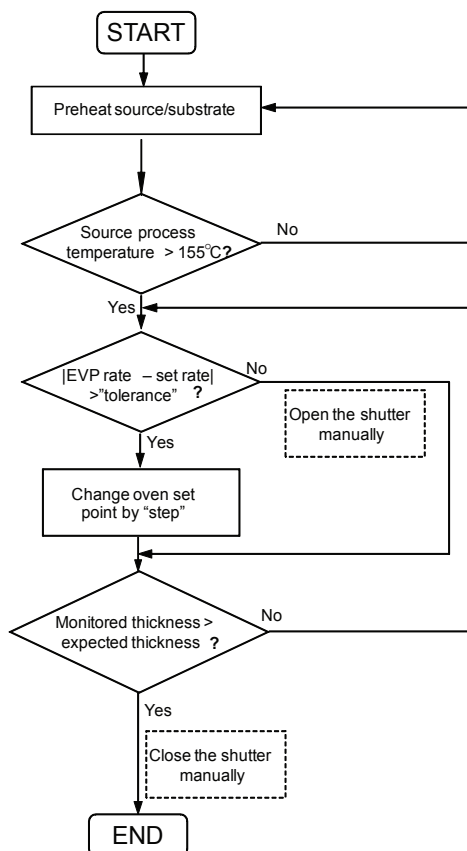 START
Preheat source/substrate
Source process
temperature > 155°C?
No
Yes
|EVP rate – set rate|
>"tolerance" ?
No
Open the shutter
manually
Yes
Change oven set
point by “step”
Monitored thickness >
expected thickness ?
No
Yes
Close the shutter
manually
END